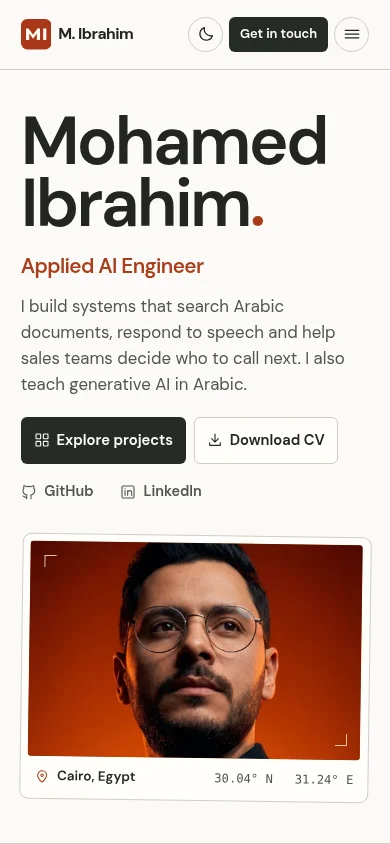 MI M. Ibrahim Get in touch
Mohamed
Ibrahim.
Applied AI Engineer
I build systems that search Arabic
documents, respond to speech and help
sales teams decide who to call next. I also
teach generative AI in Arabic.
Explore projects Download CV
GitHub LinkedIn
Cairo, Egypt 30.04° N 31.24° E